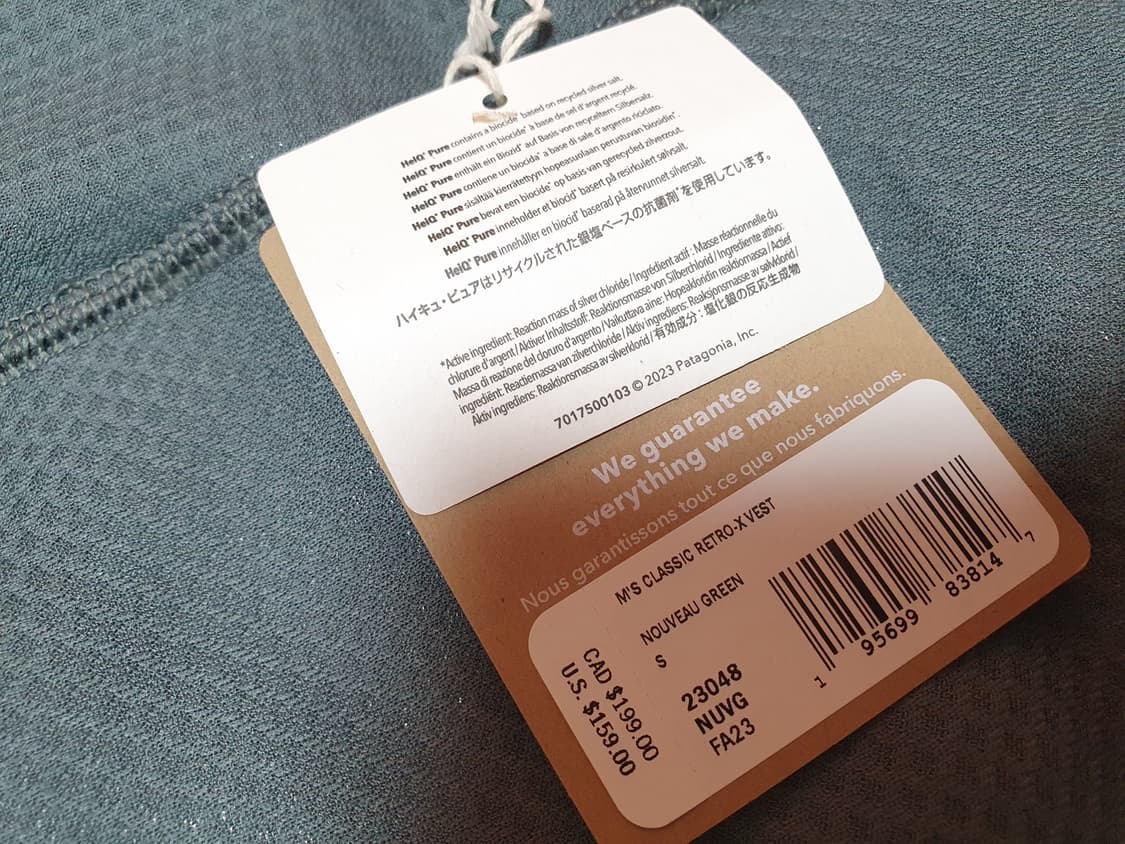 HeiQ® Pure contains a biocide* based on recycled silver salt.
HeiQ® Pure contient un biocide* à base de sel d'argent recyclé.
HeiQ® Pure enthält ein Biozid* auf Basis von recyceltem Silbersalz.
HeiQ® Pure contiene un biocida* a base di sale d'argento riciclato.
HeiQ® Pure sisältää kierrätettyyn hopeasuolaan perustuvan biosidin*.
HeiQ® Pure bevat een biocide* op basis van gerecycled zilverzout.
HeiQ® Pure inneholder et biocid* basert på resirkulert sølvsalt.
HeiQ® Pure innehåller en biocid* baserad på återvunnet silversalt.
ハイキュ・ピュアはリサイクルされた銀塩ベースの抗菌剤*を使用しています。
*Active ingredient: Reaction mass of silver chloride / Ingrédient actif : Masse réactionnelle du
chlorure d'argent / Aktiver Inhaltsstoff: Reaktionsmasse von Silberchlorid / Ingrediente attivo:
Massa di reazione del cloruro d'argento / Vaikuttava aine: Hopeakloridin reaktiomassa / Actief
ingrediënt: Reactiemassa van zilverchloride / Aktiv ingrediens: Reaksjonsmasse av sølvklorid /
Aktiv ingrediens: Reaktionsmassa av silverklorid / 有効成分：塩化銀の反応生成物
7017500103 © 2023 Patagonia, Inc.
We guarantee
everything we make.
Nous garantissons tout ce que nous fabriquons.
M'S CLASSIC RETRO-X VEST
NOUVEAU GREEN
S
23048
NUVG
FA23
CAD $199.00
U.S. $159.00
1 95699 83814 7